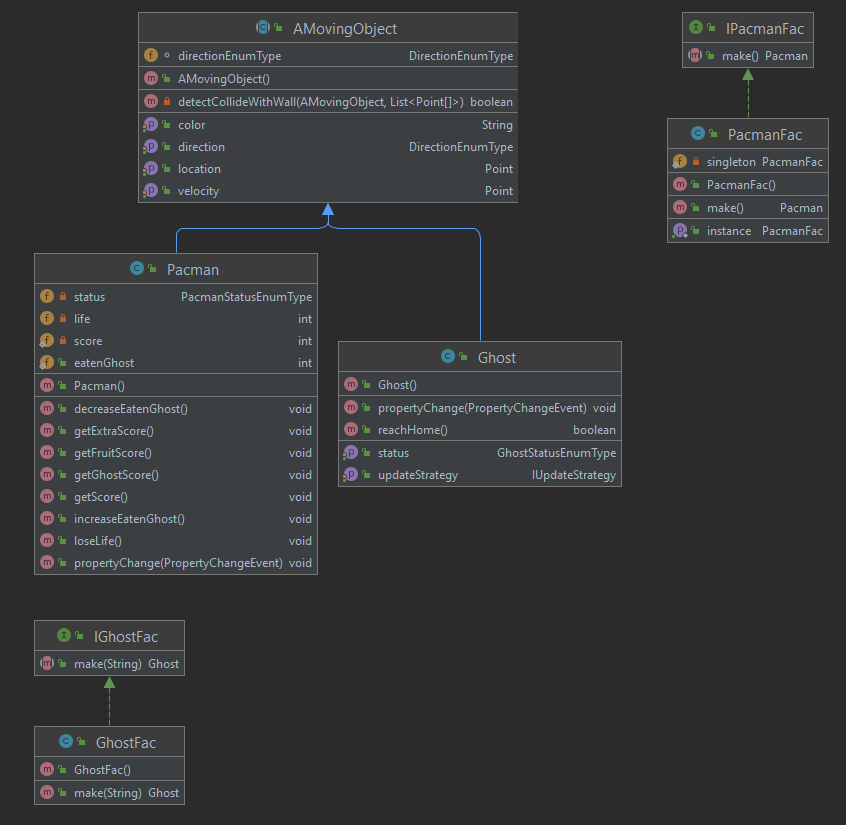 AMovingObject
directionEnumType DirectionEnumType
AMovingObject()
detectCollideWithWall(AMovingObject, List<Point[]>) boolean
color String
direction DirectionEnumType
location Point
velocity Point
IPacmanFac
make() Pacman
PacmanFac
singleton PacmanFac
PacmanFac()
make() Pacman
instance PacmanFac
Pacman
status PacmanStatusEnumType
life int
score int
eatenGhost int
Pacman()
decreaseEatenGhost() void
getExtraScore() void
getFruitScore() void
getGhostScore() void
getScore() void
increaseEatenGhost() void
loseLife() void
propertyChange(PropertyChangeEvent) void
Ghost
Ghost()
propertyChange(PropertyChangeEvent) void
reachHome() boolean
status GhostStatusEnumType
updateStrategy IUpdateStrategy
IGhostFac
make(String) Ghost
GhostFac
GhostFac()
make(String) Ghost